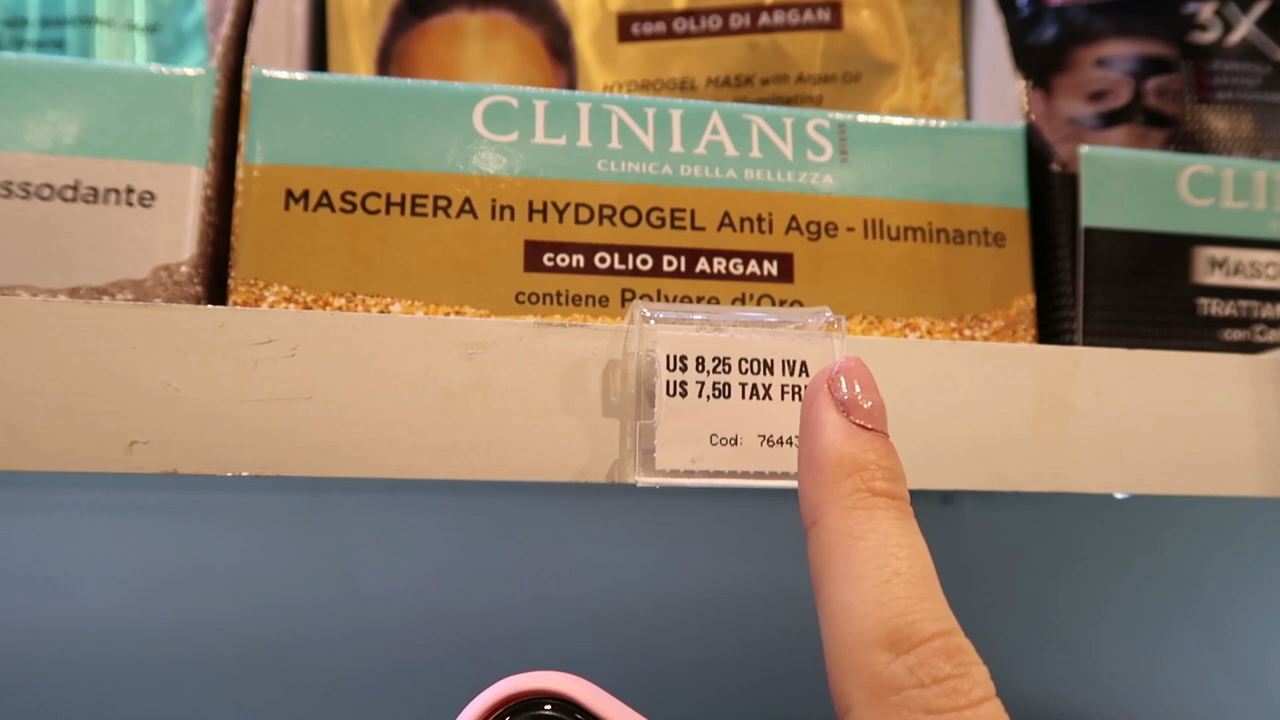 con OLIO DI ARGAN
HYDROGEL MASK with Argan Oil
3X
CLINIANS
CLINICA DELLA BELLEZZA
ssodante
MASCHERA in HYDROGEL Anti Age - Illuminante
con OLIO DI ARGAN
contiene Polvere d'Oro
CLI
MASC
TRATTA
con
U$ 8,25 CON IVA
U$ 7,50 TAX FR
Cod: 7644